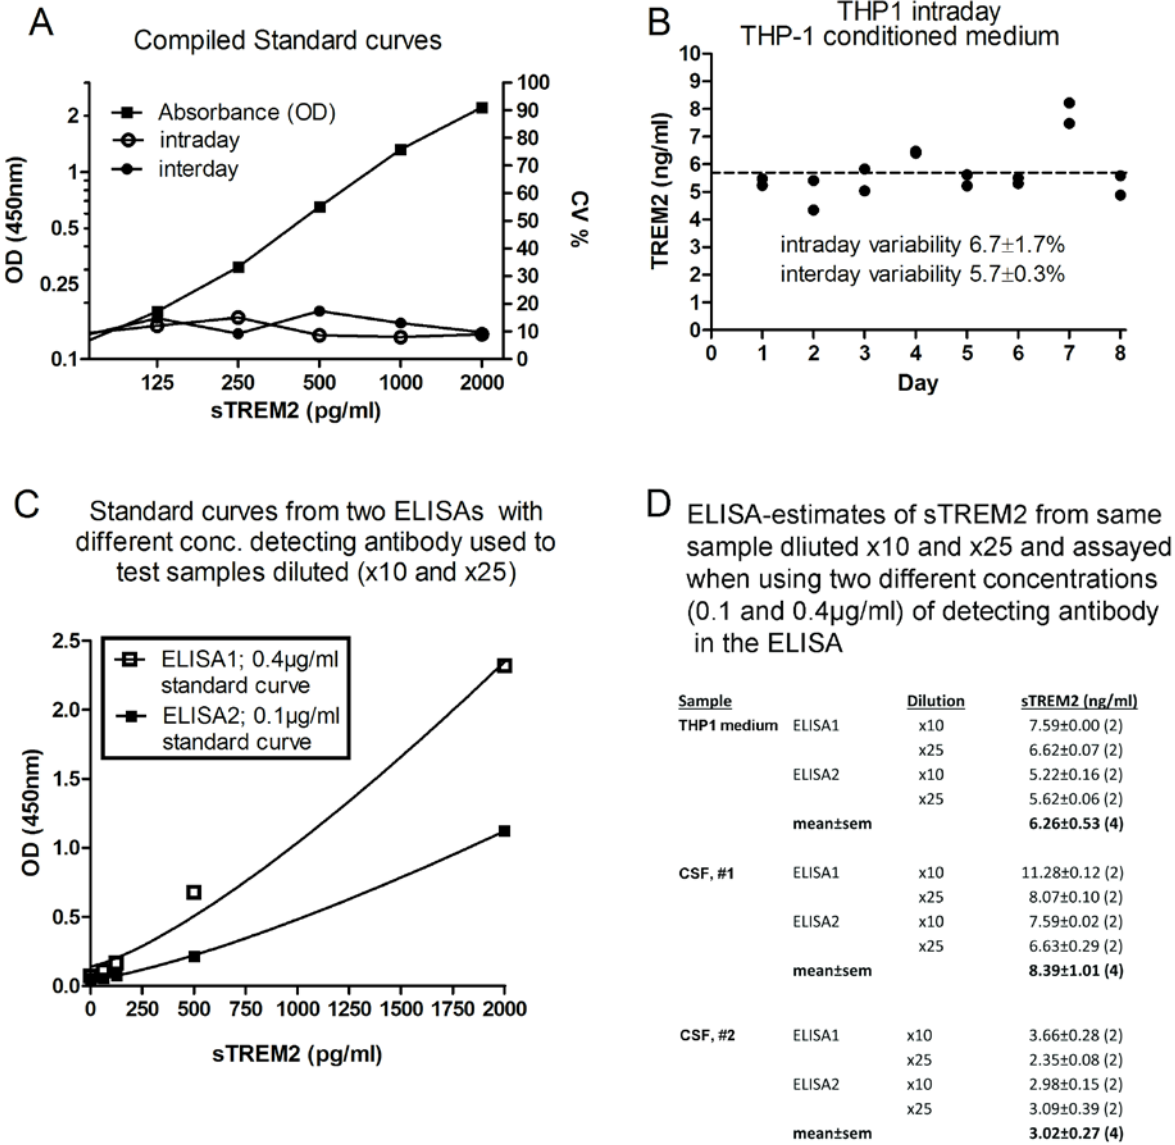 A
Compiled Standard curves
Absorbance (OD)
intraday
interday
OD (450nm)
2
1
0.5
0.25
0.1
100
90
80
70
60
50
40
30
20
10
0
CV %
125 250 500 1000 2000
sTREM2 (pg/ml)
B
THP1 intraday
THP-1 conditioned medium
TREM2 (ng/ml)
10
9
8
7
6
5
4
3
2
1
0
intraday variability 6.7±1.7%
interday variability 5.7±0.3%
0 1 2 3 4 5 6 7 8
Day
C
Standard curves from two ELISAs with
different conc. detecting antibody used to
test samples diluted (x10 and x25)
ELISA1; 0.4µg/ml
standard curve
ELISA2; 0.1µg/ml
standard curve
OD (450nm)
2.5
2.0
1.5
1.0
0.5
0.0
0 250 500 750 1000 1250 1500 1750 2000
sTREM2 (pg/ml)
D
ELISA-estimates of sTREM2 from same
sample dliuted x10 and x25 and assayed
when using two different concentrations
(0.1 and 0.4µg/ml) of detecting antibody
in the ELISA
Sample Dilution sTREM2 (ng/ml)
THP1 medium ELISA1 x10 7.59±0.00 (2)
x25 6.62±0.07 (2)
ELISA2 x10 5.22±0.16 (2)
x25 5.62±0.06 (2)
mean±sem 6.26±0.53 (4)
CSF, #1 ELISA1 x10 11.28±0.12 (2)
x25 8.07±0.10 (2)
ELISA2 x10 7.59±0.02 (2)
x25 6.63±0.29 (2)
mean±sem 8.39±1.01 (4)
CSF, #2 ELISA1 x10 3.66±0.28 (2)
x25 2.35±0.08 (2)
ELISA2 x10 2.98±0.15 (2)
x25 3.09±0.39 (2)
mean±sem 3.02±0.27 (4)